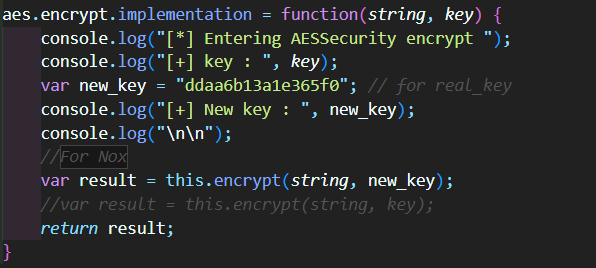 aes.encrypt.implementation = function(string, key) {
console.log("[*] Entering AESSecurity encrypt ");
console.log("[+] key : ", key);
var new_key = "ddaa6b13a1e365f0"; // for real_key
console.log("[+] New key : ", new_key);
console.log("\n\n");
//For Nox
var result = this.encrypt(string, new_key);
//var result = this.encrypt(string, key);
return result;
}